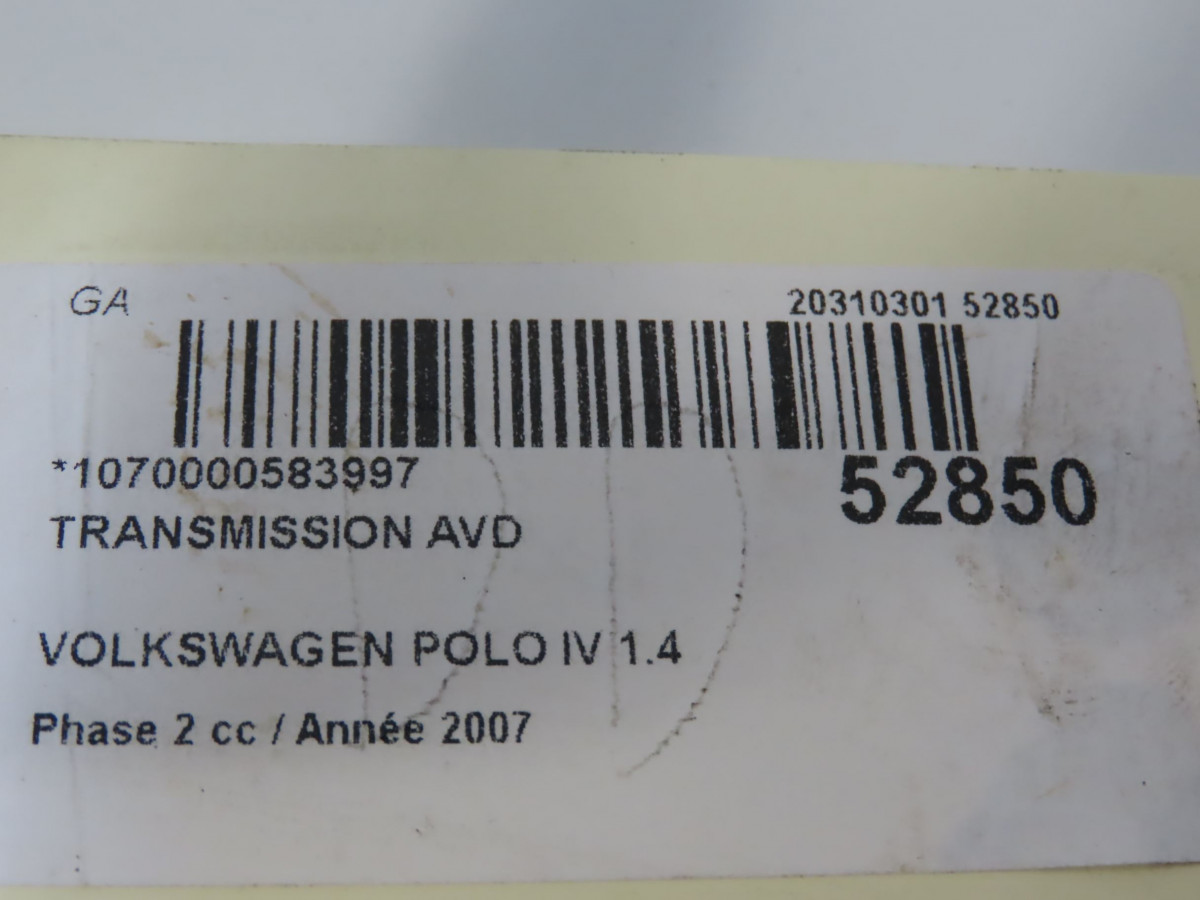 GA
20310301 52850
*1070000583997
52850
TRANSMISSION AVD
VOLKSWAGEN POLO IV 1.4
Phase 2 cc / Année 2007